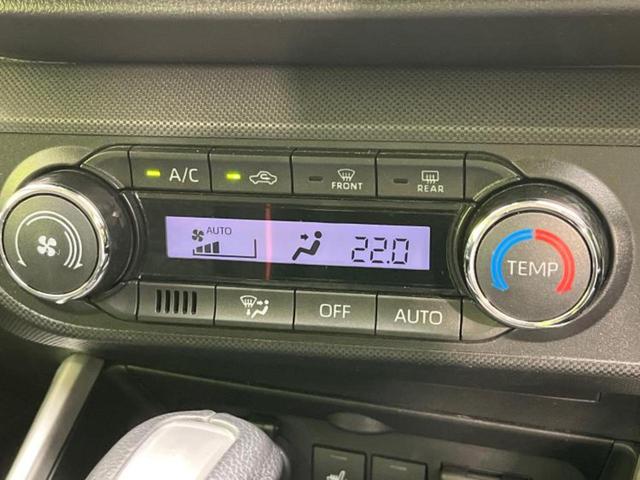 A/C
FRONT
REAR
AUTO
22.0
TEMP
OFF
AUTO